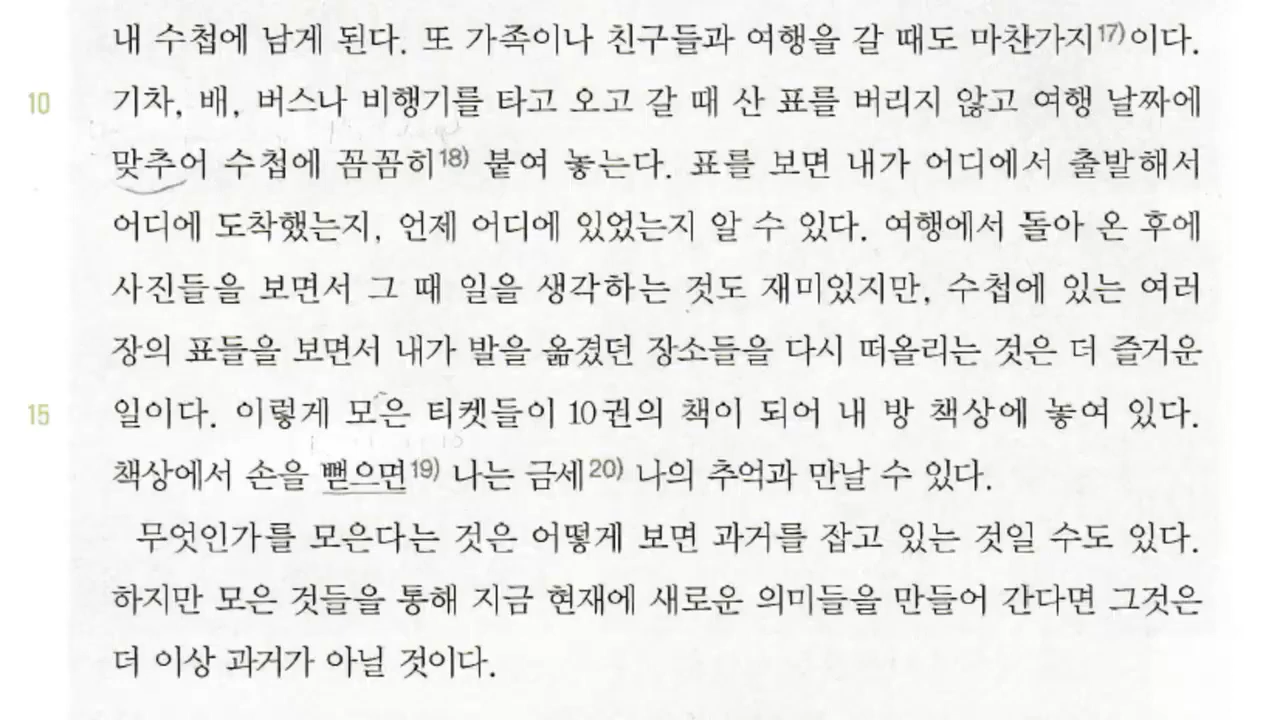 내 수첩에 남게 된다. 또 가족이나 친구들과 여행을 갈 때도 마찬가지17)이다.
10 기차, 배, 버스나 비행기를 타고 오고 갈 때 산 표를 버리지 않고 여행 날짜에
맞추어 수첩에 꼼꼼히18) 붙여 놓는다. 표를 보면 내가 어디에서 출발해서
어디에 도착했는지, 언제 어디에 있었는지 알 수 있다. 여행에서 돌아 온 후에
사진들을 보면서 그 때 일을 생각하는 것도 재미있지만, 수첩에 있는 여러
장의 표들을 보면서 내가 발을 옮겼던 장소들을 다시 떠올리는 것은 더 즐거운
15 일이다. 이렇게 모은 티켓들이 10권의 책이 되어 내 방 책상에 놓여 있다.
책상에서 손을 뻗으면19) 나는 금세20) 나의 추억과 만날 수 있다.
무엇인가를 모은다는 것은 어떻게 보면 과거를 잡고 있는 것일 수도 있다.
하지만 모은 것들을 통해 지금 현재에 새로운 의미들을 만들어 간다면 그것은
더 이상 과거가 아닐 것이다.